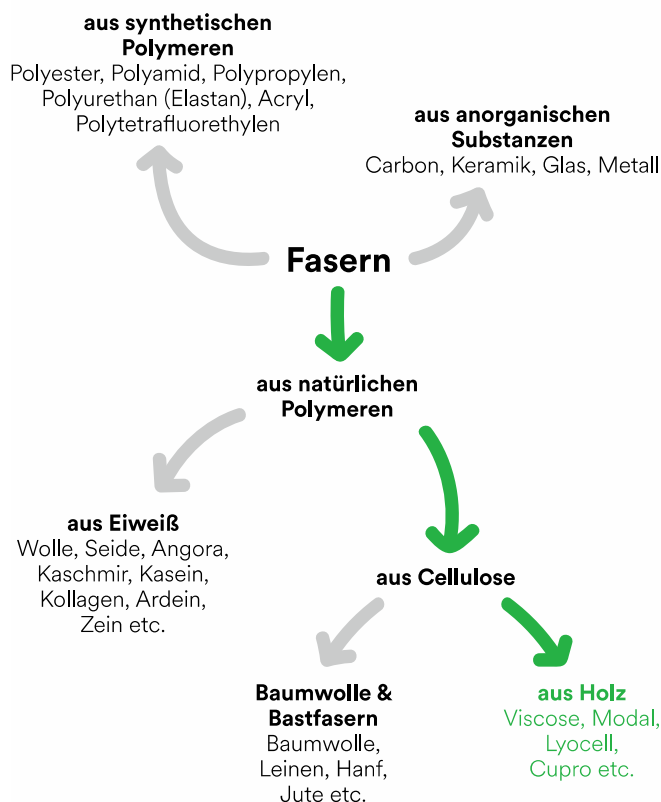 aus synthetischen
Polymeren
Polyester, Polyamid, Polypropylen,
Polyurethan (Elastan), Acryl,
Polytetrafluorethylen
aus anorganischen
Substanzen
Carbon, Keramik, Glas, Metall
Fasern
aus natürlichen
Polymeren
aus Eiweiß
Wolle, Seide, Angora,
Kaschmir, Kasein,
Kollagen, Ardein,
Zein etc.
aus Cellulose
Baumwolle &
Bastfasern
Baumwolle,
Leinen, Hanf,
Jute etc.
aus Holz
Viscose, Modal,
Lyocell,
Cupro etc.